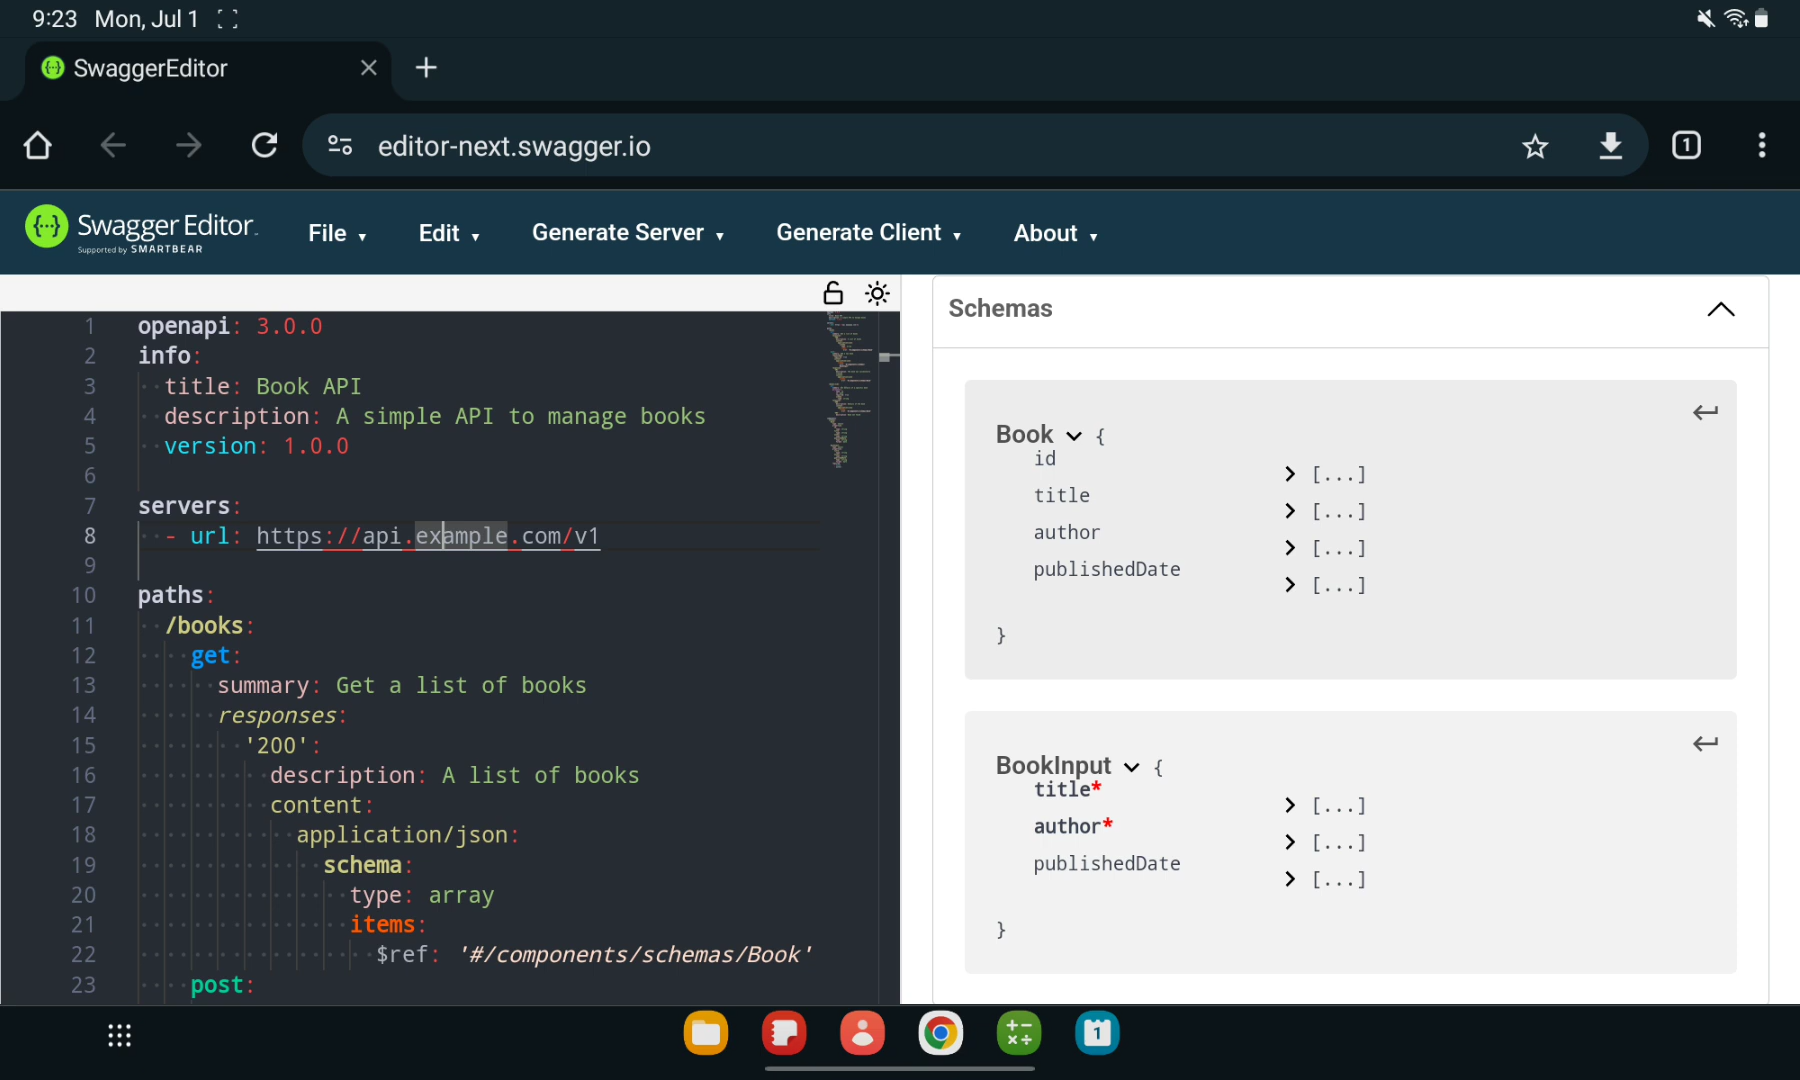 9:23 Mon, Jul 1
SwaggerEditor
editor-next.swagger.io
1
Swagger Editor.
Supported by SMARTBEAR
File
Edit
Generate Server
Generate Client
About
1 openapi: 3.0.0
2 info:
3 title: Book API
4 description: A simple API to manage books
5 version: 1.0.0
6
7 servers:
8 - url: https://api.example.com/v1
9
10 paths:
11 /books:
12 get:
13 summary: Get a list of books
14 responses:
15 '200':
16 description: A list of books
17 content:
18 application/json:
19 schema:
20 type: array
21 items:
22 $ref: '#/components/schemas/Book'
23 post:
Schemas
Book {
id [...]
title [...]
author [...]
publishedDate [...]
}
BookInput {
title* [...]
author* [...]
publishedDate [...]
}
1